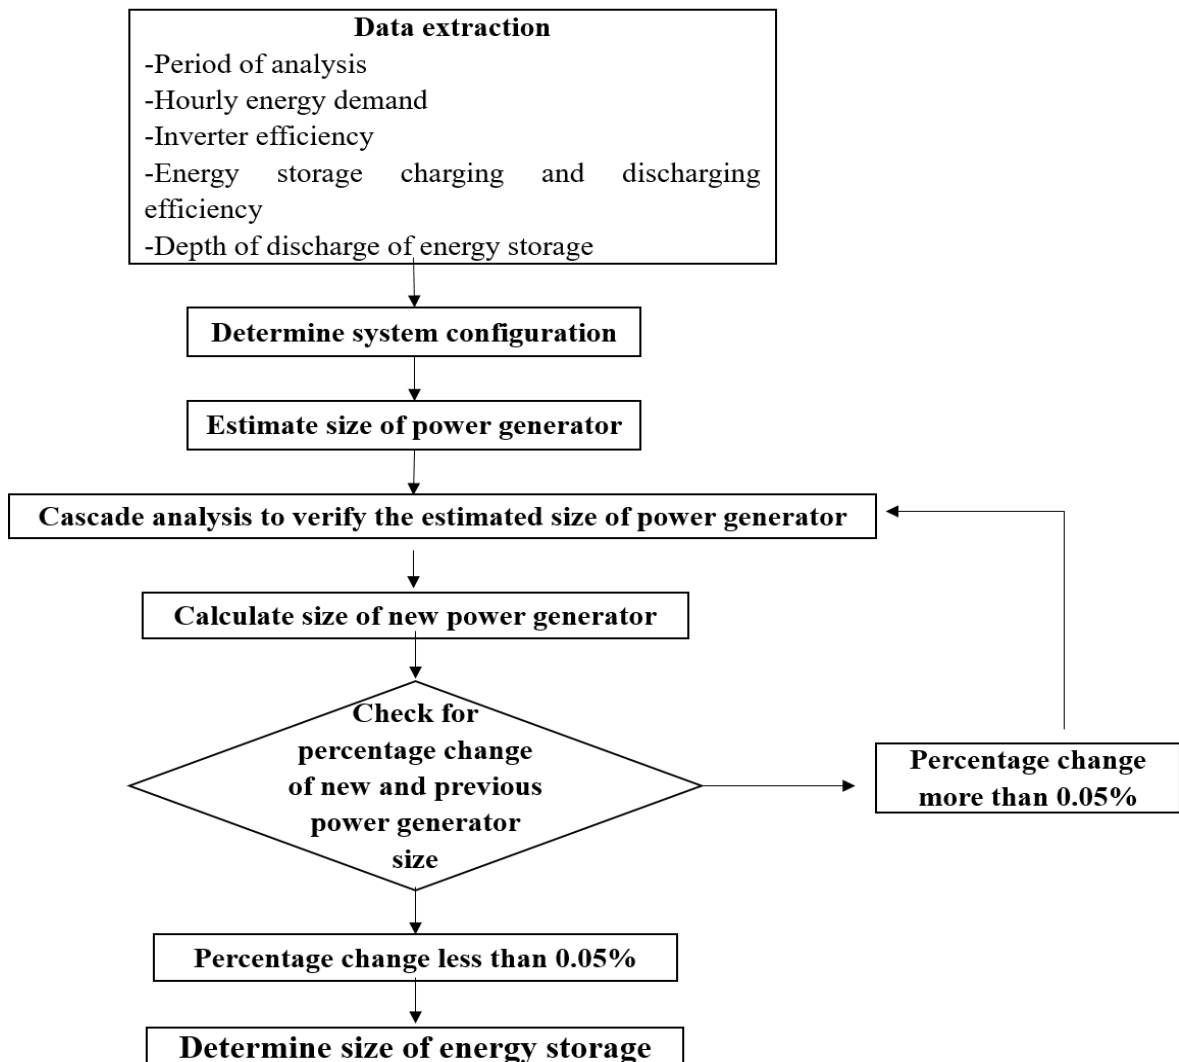 Data extraction
-Period of analysis
-Hourly energy demand
-Inverter efficiency
-Energy storage charging and discharging
efficiency
-Depth of discharge of energy storage
Determine system configuration
Estimate size of power generator
Cascade analysis to verify the estimated size of power generator
Calculate size of new power generator
Check for
percentage change
of new and previous
power generator
size
Percentage change
more than 0.05%
Percentage change less than 0.05%
Determine size of energy storage